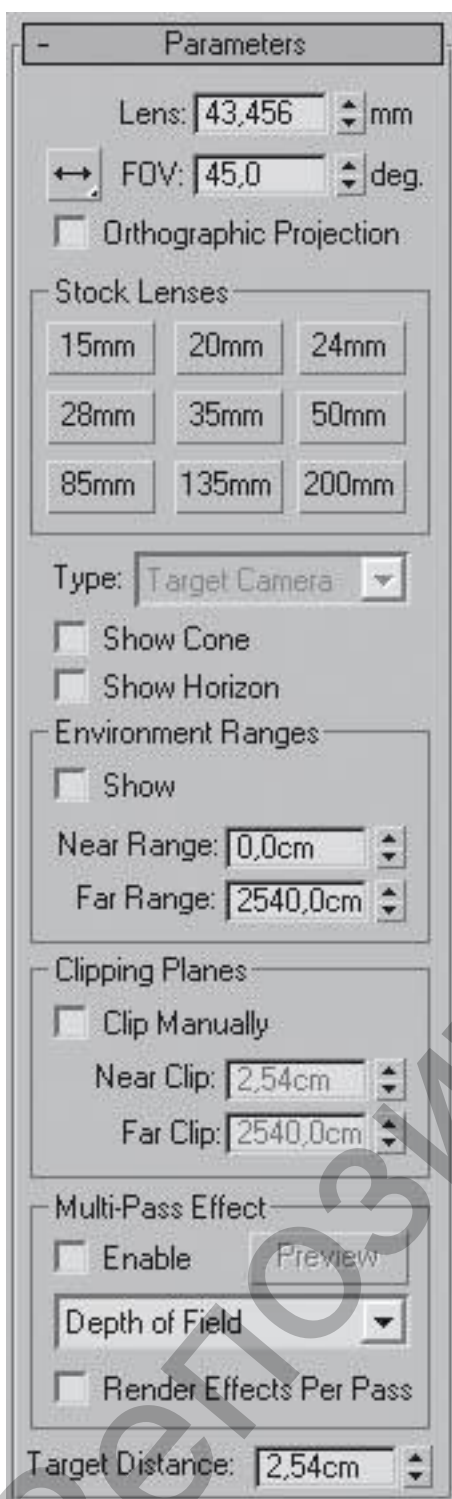 - Parameters
Lens: 43,456 mm
FOV: 45,0 deg.
Orthographic Projection
Stock Lenses
15mm 20mm 24mm
28mm 35mm 50mm
85mm 135mm 200mm
Type: Target Camera
Show Cone
Show Horizon
Environment Ranges
Show
Near Range: 0,0cm
Far Range: 2540,0cm
Clipping Planes
Clip Manually
Near Clip: 2,54cm
Far Clip: 2540,0cm
Multi-Pass Effect
Enable Preview
Depth of Field
Render Effects Per Pass
Target Distance: 2,54cm